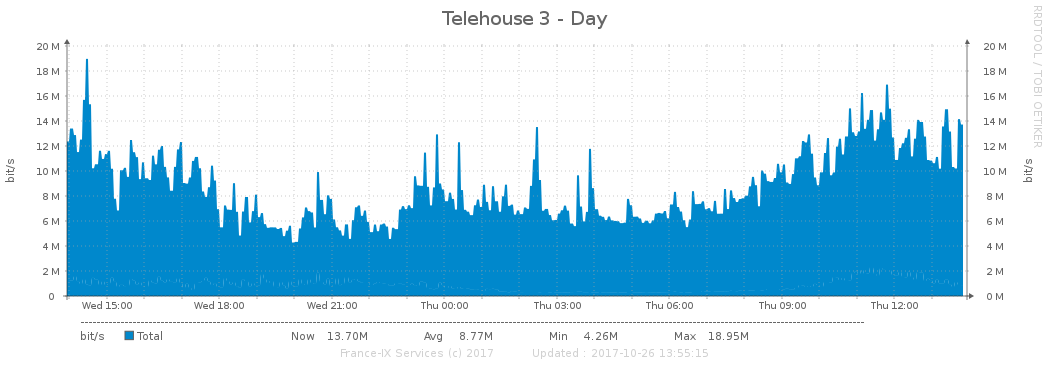 Telehouse 3 - Day
RRDTOOL / TOBI OETIKER
bit/s
bit/s
20 M 20 M
18 M 18 M
16 M 16 M
14 M 14 M
12 M 12 M
10 M 10 M
8 M 8 M
6 M 6 M
4 M 4 M
2 M 2 M
0 0 M
Wed 15:00 Wed 18:00 Wed 21:00 Thu 00:00 Thu 03:00 Thu 06:00 Thu 09:00 Thu 12:00
bit/s Total Now 13.70M Avg 8.77M Min 4.26M Max 18.95M
France-IX Services (c) 2017 Updated : 2017-10-26 13:55:15